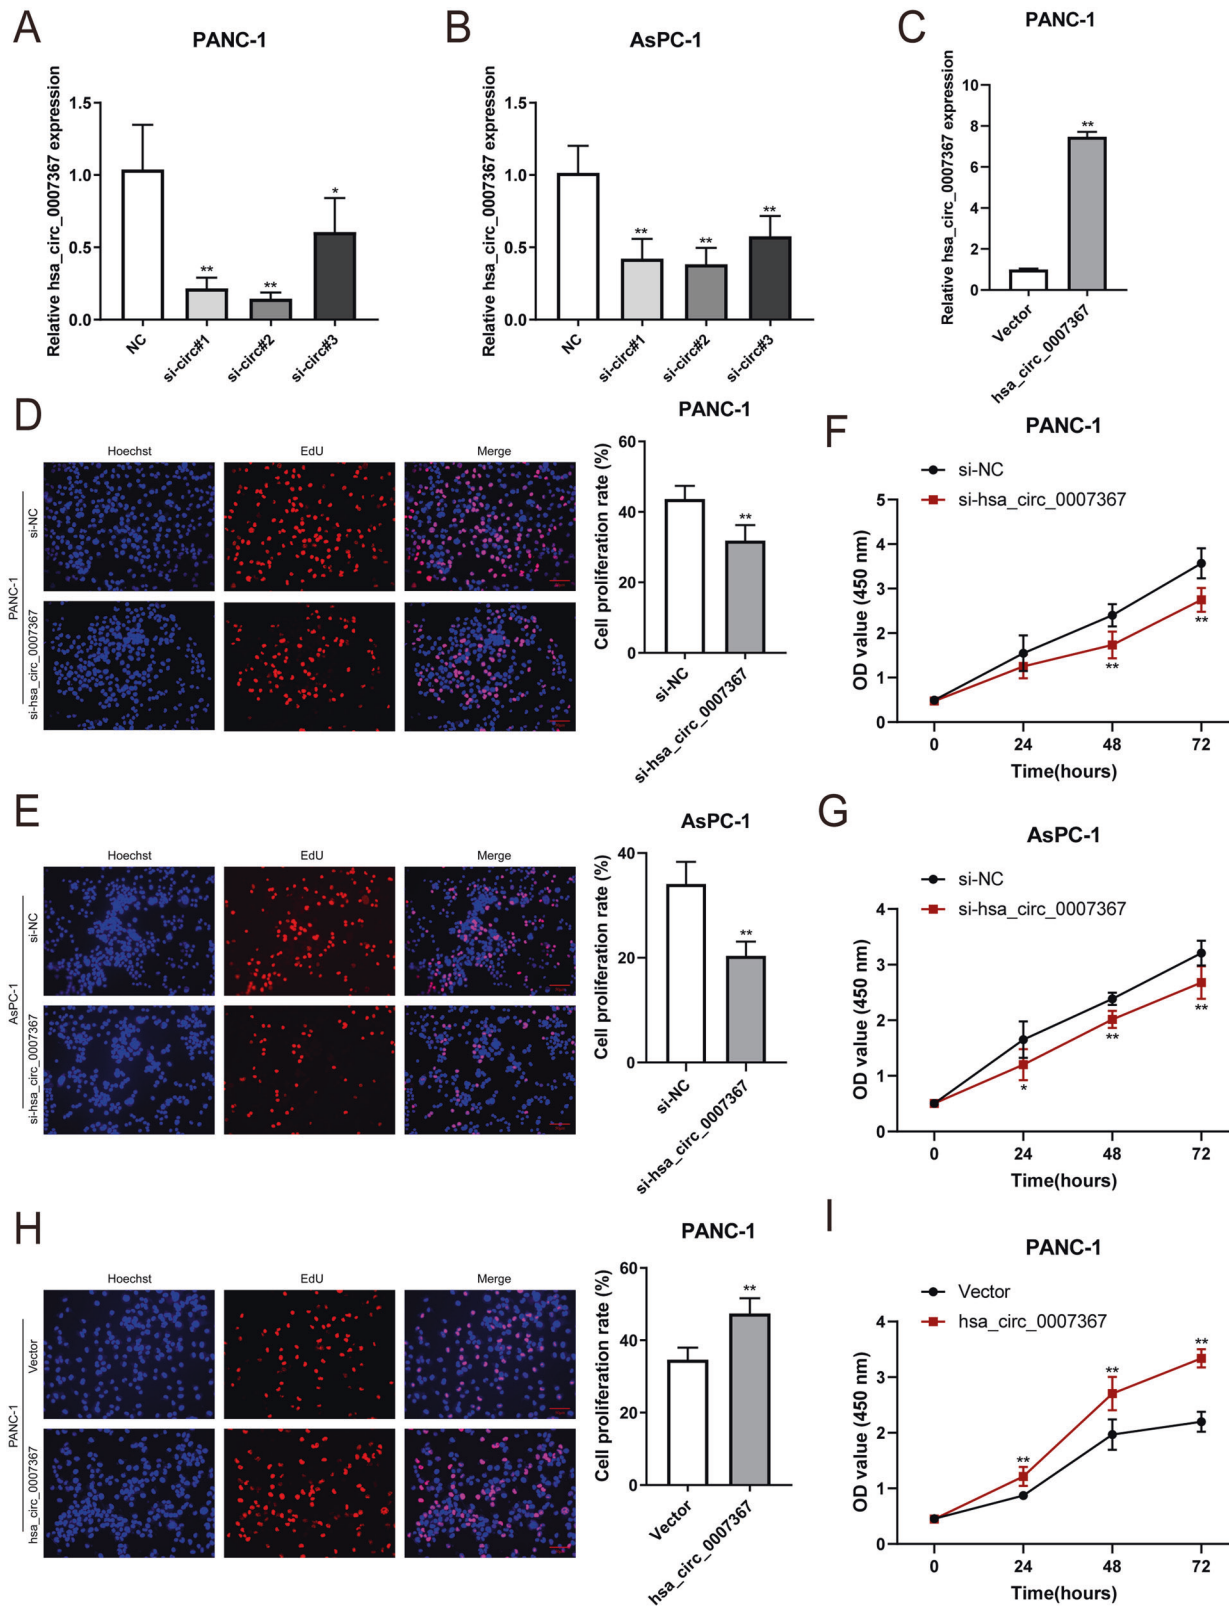 A
PANC-1
Relative hsa_circ_0007367 expression
1.5
1.0
0.5
0.0
**
**
*
NC
si-circ#1
si-circ#2
si-circ#3
B
AsPC-1
Relative hsa_circ_0007367 expression
1.5
1.0
0.5
0.0
**
**
**
NC
si-circ#1
si-circ#2
si-circ#3
C
PANC-1
Relative hsa_circ_0007367 expression
10
8
6
4
2
0
**
Vector
hsa_circ_0007367
D
Hoechst
EdU
Merge
PANC-1
si-NC
si-hsa_circ_0007367
PANC-1
Cell proliferation rate (%)
60
40
20
0
**
si-NC
si-hsa_circ_0007367
F
PANC-1
si-NC
si-hsa_circ_0007367
OD value (450 nm)
5
4
3
2
1
0
**
**
0
24
48
72
Time(hours)
E
Hoechst
EdU
Merge
AsPC-1
si-NC
si-hsa_circ_0007367
AsPC-1
Cell proliferation rate (%)
40
20
0
**
si-NC
si-hsa_circ_0007367
G
AsPC-1
si-NC
si-hsa_circ_0007367
OD value (450 nm)
4
3
2
1
0
*
**
**
0
24
48
72
Time(hours)
H
Hoechst
EdU
Merge
PANC-1
Vector
hsa_circ_0007367
PANC-1
Cell proliferation rate (%)
60
40
20
0
**
Vector
hsa_circ_0007367
I
PANC-1
Vector
hsa_circ_0007367
OD value (450 nm)
4
3
2
1
0
**
**
**
0
24
48
72
Time(hours)